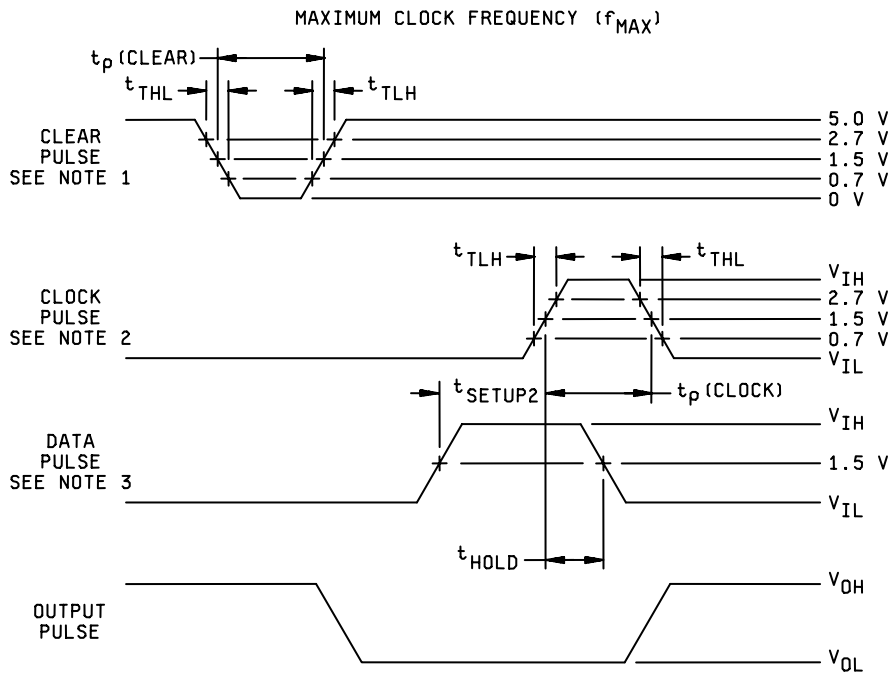 MAXIMUM CLOCK FREQUENCY (fMAX)
tp(CLEAR)
tTHL
tTLH
CLEAR
PULSE
SEE NOTE 1
5.0 V
2.7 V
1.5 V
0.7 V
0 V
tTLH
tTHL
CLOCK
PULSE
SEE NOTE 2
VIH
2.7 V
1.5 V
0.7 V
VIL
tSETUP2
tp(CLOCK)
DATA
PULSE
SEE NOTE 3
VIH
1.5 V
VIL
tHOLD
OUTPUT
PULSE
VOH
VOL